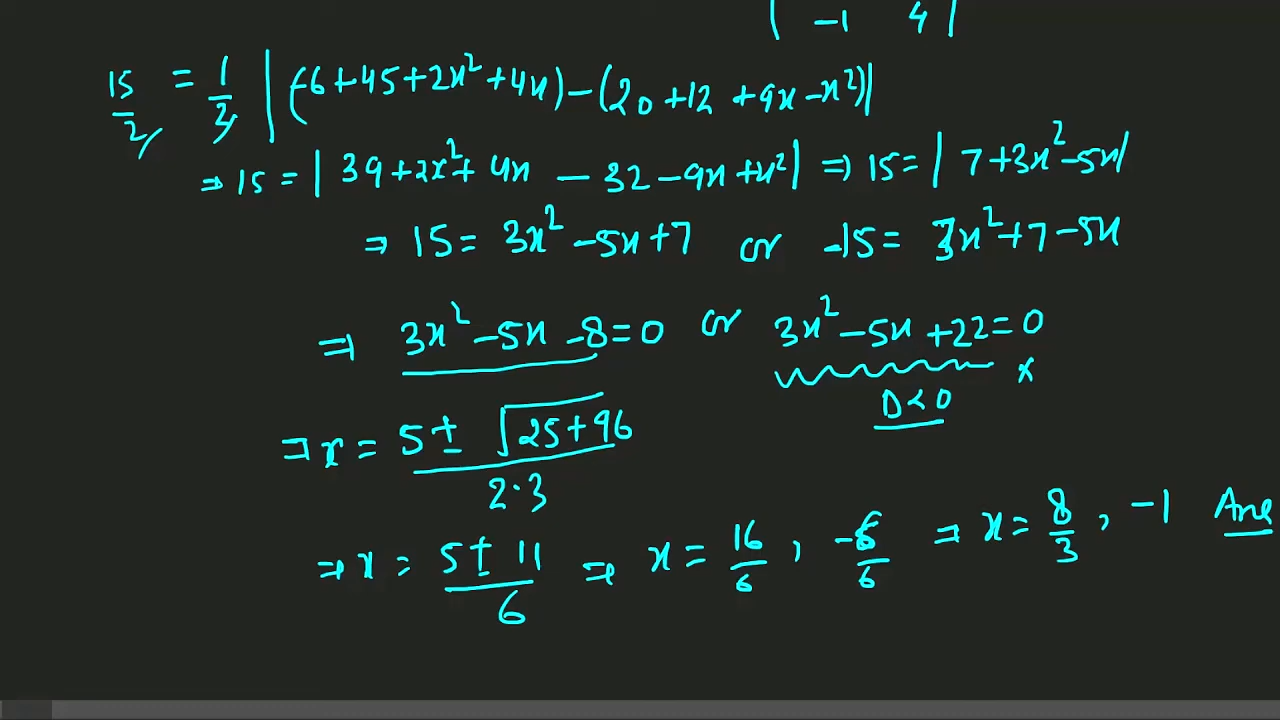 | -1 4 |
15/2 = 1/2 |(-6+45+2x²+4x)-(20+12+9x-x²)|
⇒ 15 = | 39+2x²+4x - 32-9x+x²| ⇒ 15=| 7+3x²-5x|
⇒ 15= 3x²-5x+7 or -15= 3x²+7-5x
⇒ 3x²-5x-8=0 or 3x²-5x+22=0 ×
D<0
⇒ x = 5± √25+96 / 2·3
⇒ x = 5± 11 / 6 ⇒ x = 16/6 , -6/6 ⇒ x = 8/3 , -1 Ans